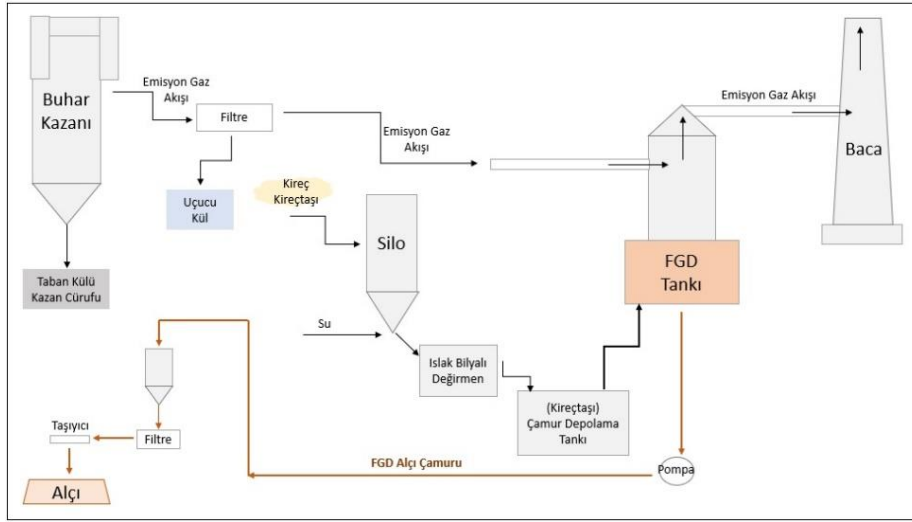 Buhar
Kazanı
Emisyon Gaz
Akışı
Filtre
Emisyon Gaz
Akışı
Emisyon Gaz Akışı
Baca
Uçucu
Kül
Kireç
Kireçtaşı
Silo
FGD
Tankı
Taban Külü
Kazan Cürufu
Su
Islak Bilyalı
Değirmen
(Kireçtaşı)
Çamur Depolama
Tankı
Taşıyıcı
Filtre
FGD Alçı Çamuru
Pompa
Alçı